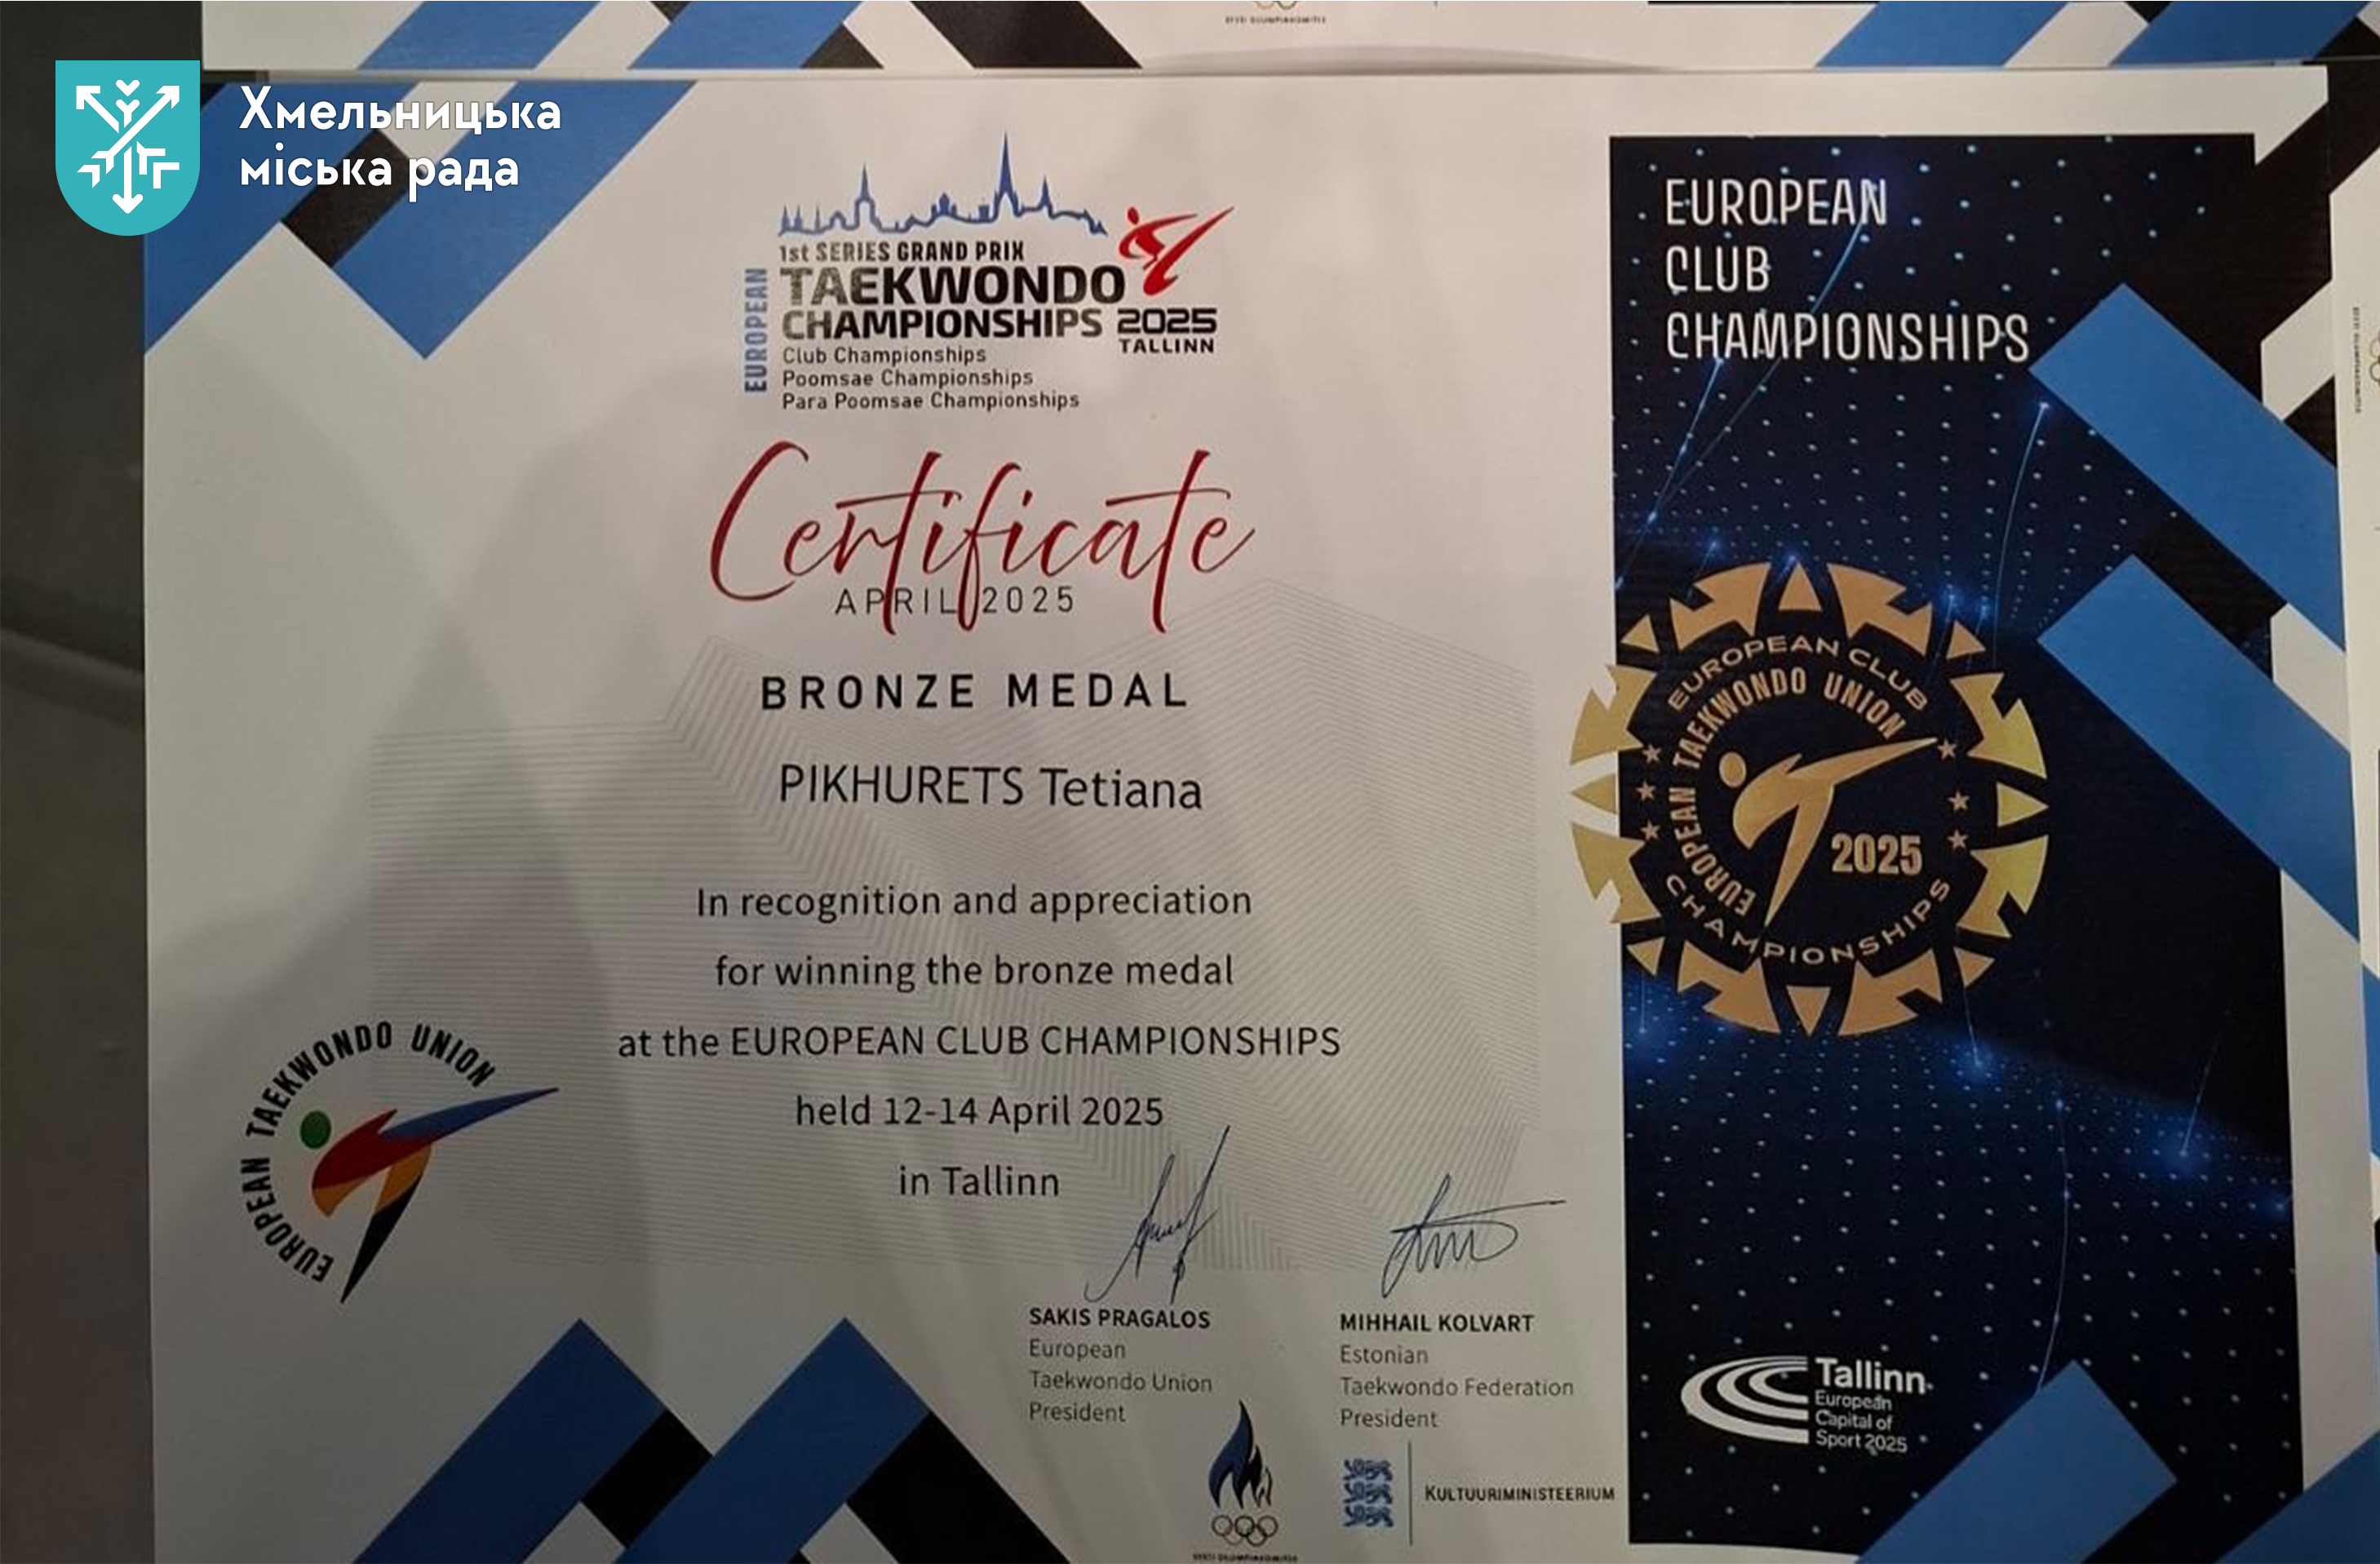 EESTI OLÜMPIAKOMITEE
Хмельницька
міська рада
1st SERIES GRAND PRIX
EUROPEAN
TAEKWONDO
CHAMPIONSHIPS 2025
TALLINN
Club Championships
Poomsae Championships
Para Poomsae Championships
Certificate
APRIL 2025
BRONZE MEDAL
PIKHURETS Tetiana
In recognition and appreciation
for winning the bronze medal
at the EUROPEAN CLUB CHAMPIONSHIPS
held 12-14 April 2025
in Tallinn
EUROPEAN TAEKWONDO UNION
SAKIS PRAGALOS
European
Taekwondo Union
President
MIHHAIL KOLVART
Estonian
Taekwondo Federation
President
EESTI OLÜMPIAKOMITEE
KULTUURIMINISTEERIUM
EUROPEAN
CLUB
CHAMPIONSHIPS
EUROPEAN CLUB
EUROPEAN TAEKWONDO UNION
2025
CHAMPIONSHIPS
Tallinn
European
Capital of
Sport 2025